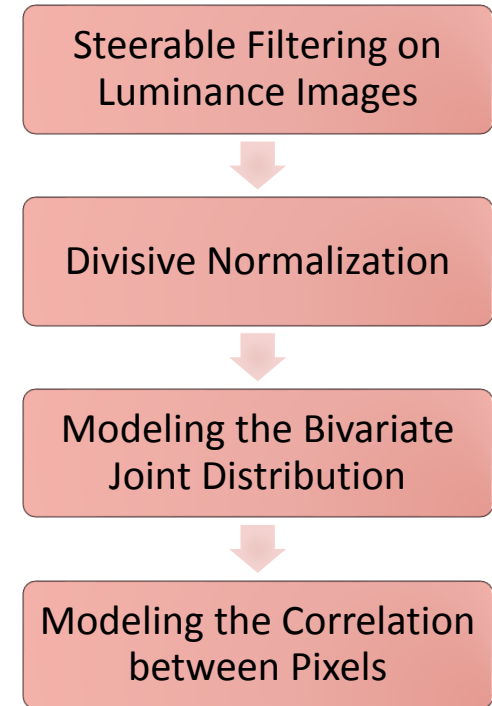 Steerable Filtering on
Luminance Images
Divisive Normalization
Modeling the Bivariate
Joint Distribution
Modeling the Correlation
between Pixels